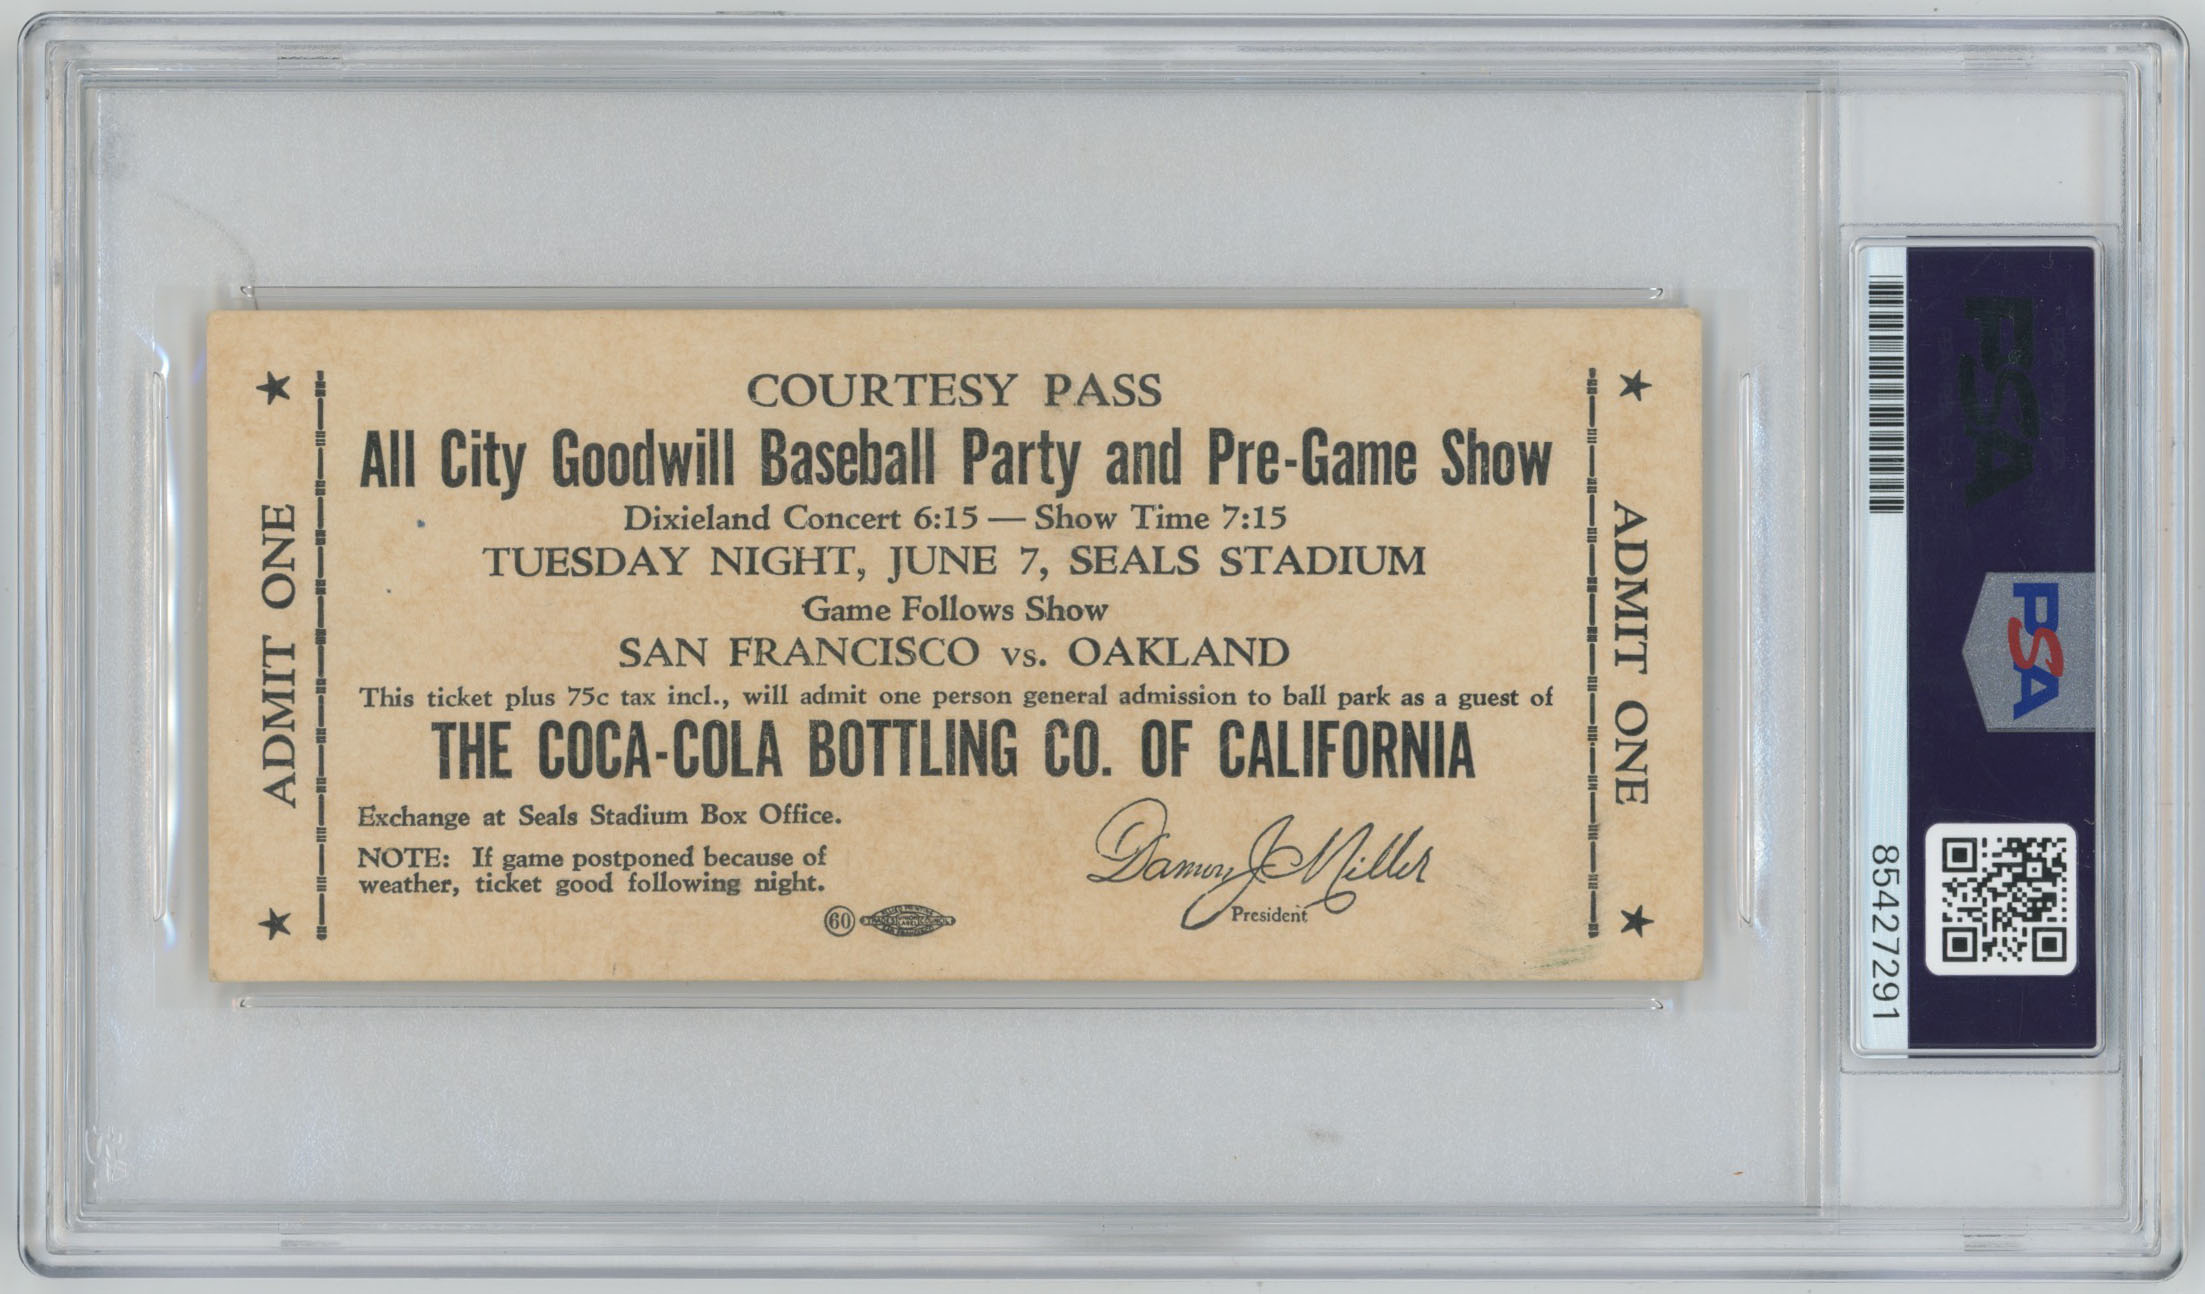 COURTESY PASS
All City Goodwill Baseball Party and Pre-Game Show
Dixieland Concert 6:15 — Show Time 7:15
TUESDAY NIGHT, JUNE 7, SEALS STADIUM
Game Follows Show
SAN FRANCISCO vs. OAKLAND
This ticket plus 75c tax incl., will admit one person general admission to ball park as a guest of
THE COCA-COLA BOTTLING CO. OF CALIFORNIA
Exchange at Seals Stadium Box Office.
NOTE: If game postponed because of
weather, ticket good following night.
60
Damon J Miller
President
★ ADMIT ONE ★
★ ADMIT ONE ★
PSA
PSA
85427291